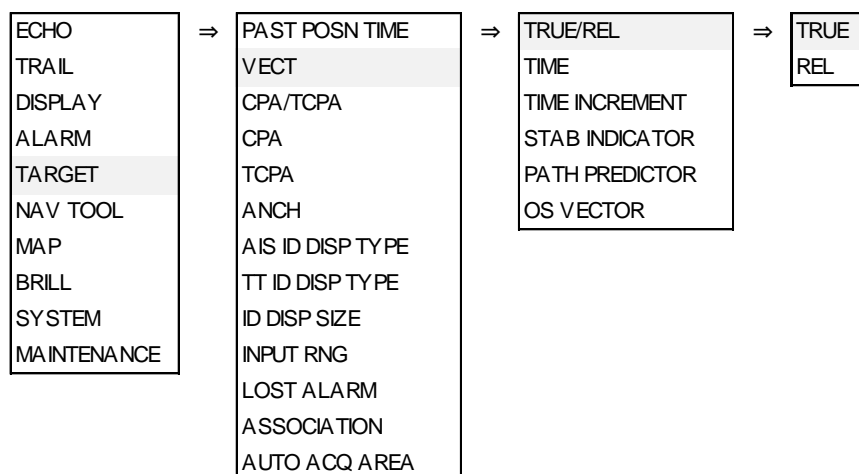 ECHO
TRAIL
DISPLAY
ALARM
TARGET
NAV TOOL
MAP
BRILL
SYSTEM
MAINTENANCE
⇒
PAST POSN TIME
VECT
CPA/TCPA
CPA
TCPA
ANCH
AIS ID DISP TYPE
TT ID DISP TYPE
ID DISP SIZE
INPUT RNG
LOST ALARM
ASSOCIATION
AUTO ACQ AREA
⇒
TRUE/REL
TIME
TIME INCREMENT
STAB INDICATOR
PATH PREDICTOR
OS VECTOR
⇒
TRUE
REL